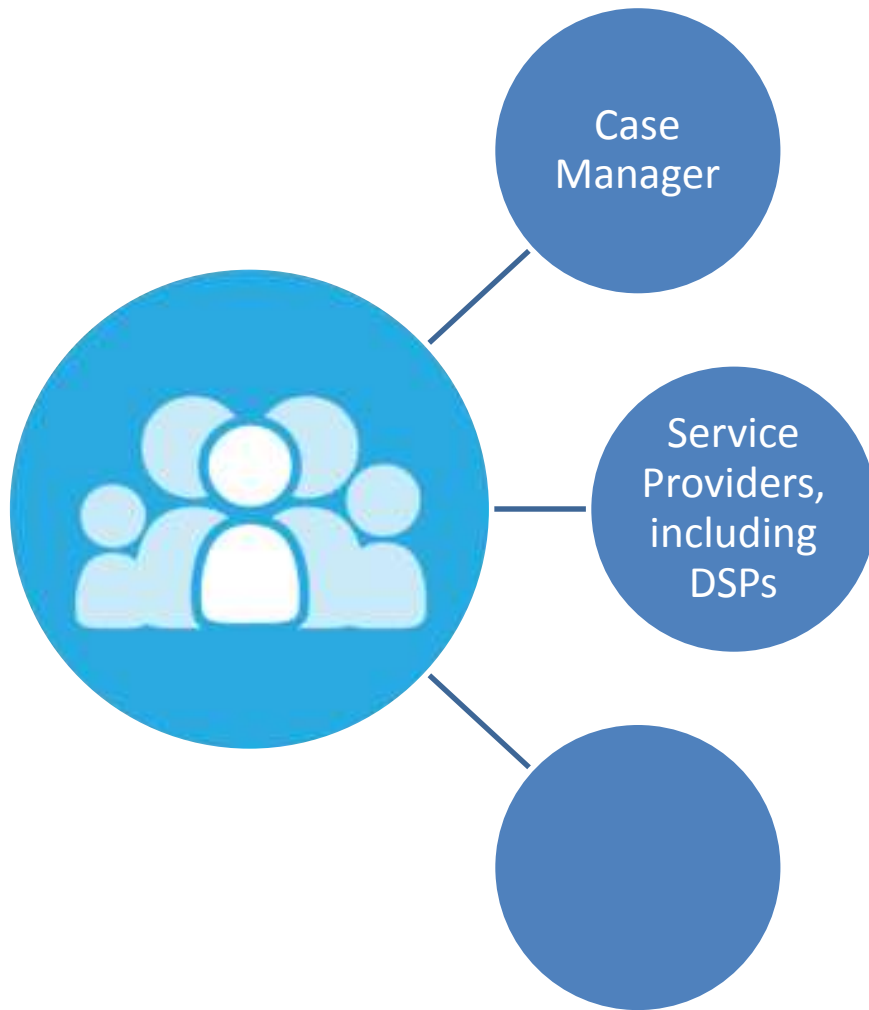 Case
Manager
Service
Providers,
including
DSPs